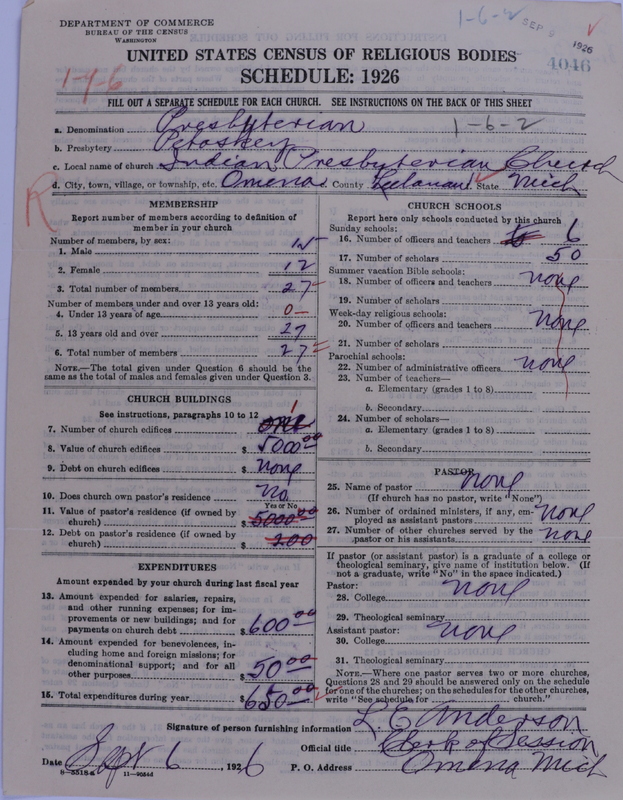 DEPARTMENT OF COMMERCE
BUREAU OF THE CENSUS
WASHINGTON
1-6-2
SEP 9 1926
4046
UNITED STATES CENSUS OF RELIGIOUS BODIES
SCHEDULE: 1926
1-4-6
FILL OUT A SEPARATE SCHEDULE FOR EACH CHURCH. SEE INSTRUCTIONS ON THE BACK OF THIS SHEET
a. Denomination Presbyterian
1-6-2
b. Presbytery Petoskey
c. Local name of church Indian Presbyterian Church
d. City, town, village, or township, etc. Omena County Leelanau State Mich
R
MEMBERSHIP
Report number of members according to definition of
member in your church
Number of members, by sex:
1. Male 15
2. Female 12
3. Total number of members 27
Number of members under and over 13 years old:
4. Under 13 years of age 0
5. 13 years old and over 27
6. Total number of members 27
NOTE.—The total given under Question 6 should be the
same as the total of males and females given under Question 3.
CHURCH BUILDINGS
See instructions, paragraphs 10 to 12
7. Number of church edifices one 1
8. Value of church edifices $ 5000 00
9. Debt on church edifices $ none
10. Does church own pastor's residence No
Yes or No
11. Value of pastor's residence (if owned by
church) $ 5000 00
12. Debt on pastor's residence (if owned by
church) $ 200
EXPENDITURES
Amount expended by your church during last fiscal year
13. Amount expended for salaries, repairs,
and other running expenses; for im-
provements or new buildings; and for
payments on church debt $ 600 00
14. Amount expended for benevolences, in-
cluding home and foreign missions; for
denominational support; and for all
other purposes $ 50 00
15. Total expenditures during year $ 650 00
CHURCH SCHOOLS
Report here only schools conducted by this church
Sunday schools:
16. Number of officers and teachers 6
17. Number of scholars 50
Summer vacation Bible schools:
18. Number of officers and teachers none
19. Number of scholars
Week-day religious schools:
20. Number of officers and teachers none
21. Number of scholars
Parochial schools:
22. Number of administrative officers none
23. Number of teachers—
a. Elementary (grades 1 to 8)
b. Secondary
24. Number of scholars—
a. Elementary (grades 1 to 8)
b. Secondary
PASTOR
25. Name of pastor none
(If church has no pastor, write "None")
26. Number of ordained ministers, if any, em-
ployed as assistant pastors none
27. Number of other churches served by the
pastor or his assistants none
If pastor (or assistant pastor) is a graduate of a college or
theological seminary, give name of institution below. (If
not a graduate, write "No" in the space indicated.)
Pastor:
28. College none
29. Theological seminary
Assistant pastor:
30. College none
31. Theological seminary
NOTE.—Where one pastor serves two or more churches,
Questions 28 and 29 should be answered only on the schedule
for one of the churches; on the schedules for the other churches,
write "See schedule for church."
Signature of person furnishing information L C Anderson
Official title Clerk of Session
Date Sept 6, 1926 P. O. Address Omena Mich
8-5518a 11-9054d